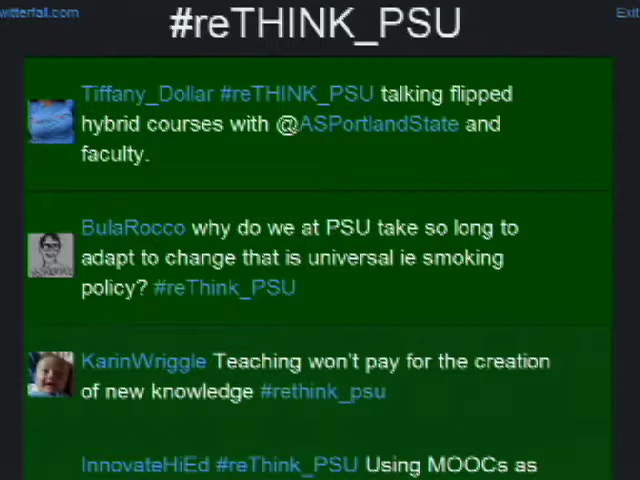 witterfall.com
#reTHINK_PSU
Exit
Tiffany_Dollar #reTHINK_PSU talking flipped
hybrid courses with @ASPortlandState and
faculty.
BulaRocco why do we at PSU take so long to
adapt to change that is universal ie smoking
policy? #reThink_PSU
KarinWriggle Teaching won't pay for the creation
of new knowledge #rethink_psu
InnovateHiEd #reThink_PSU Using MOOCs as